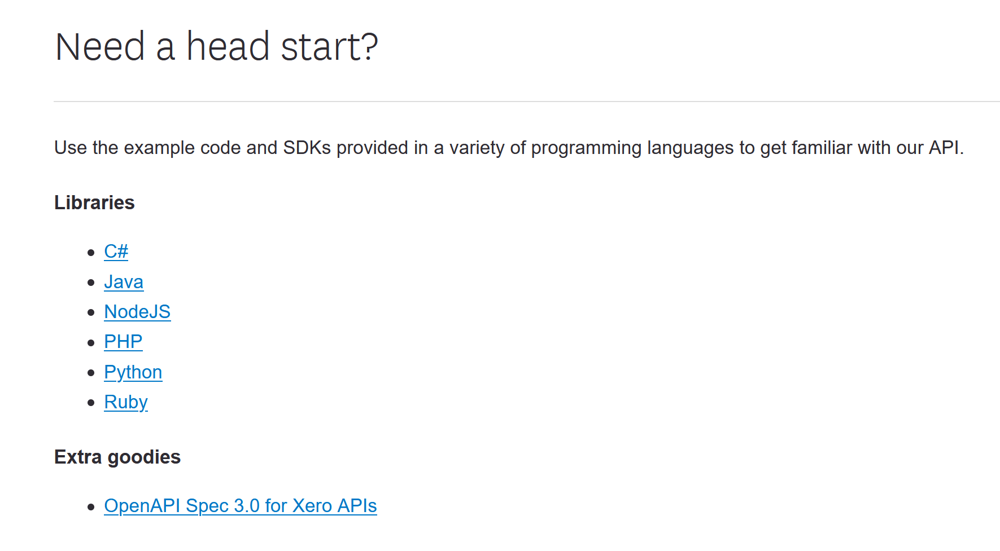 Need a head start?
Use the example code and SDKs provided in a variety of programming languages to get familiar with our API.
Libraries
C#
Java
NodeJS
PHP
Python
Ruby
Extra goodies
OpenAPI Spec 3.0 for Xero APIs